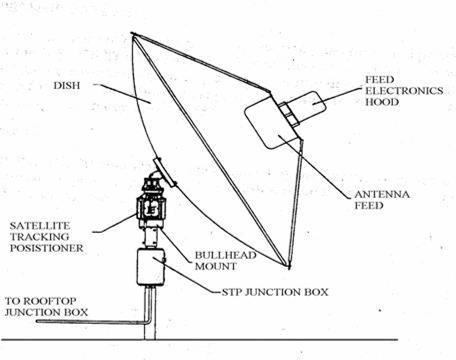 DISH
FEED
ELECTRONICS
HOOD
ANTENNA
FEED
SATELLITE
TRACKING
POSISTIONER
BULLHEAD
MOUNT
STP JUNCTION BOX
TO ROOFTOP
JUNCTION BOX